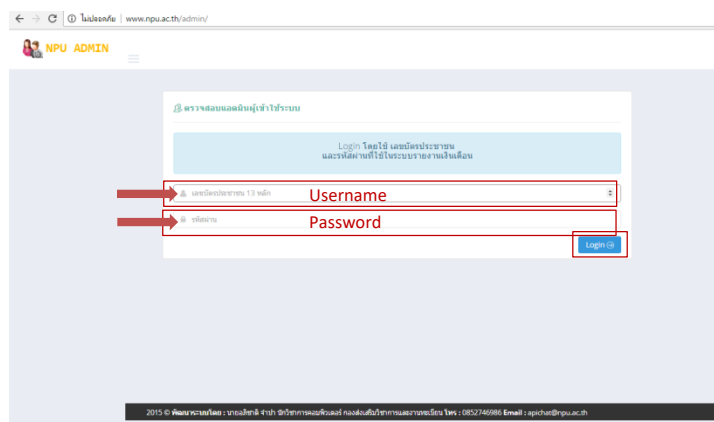 ไม่ปลอดภัย | www.npu.ac.th/admin/
NPU ADMIN
ตรวจสอบแอดมินผู้เข้าใช้ระบบ
Login โดยใช้ เลขบัตรประชาชน
และรหัสผ่านที่ใช้ในระบบรายงานเงินเดือน
เลขบัตรประชาชน 13 หลัก Username
รหัสผ่าน Password
Login
2015 © พัฒนาระบบโดย : นายอภิชาติ จำปา นักวิชาการคอมพิวเตอร์ กองส่งเสริมวิชาการและงานทะเบียน โทร : 0852746986 Email : apichat@npu.ac.th